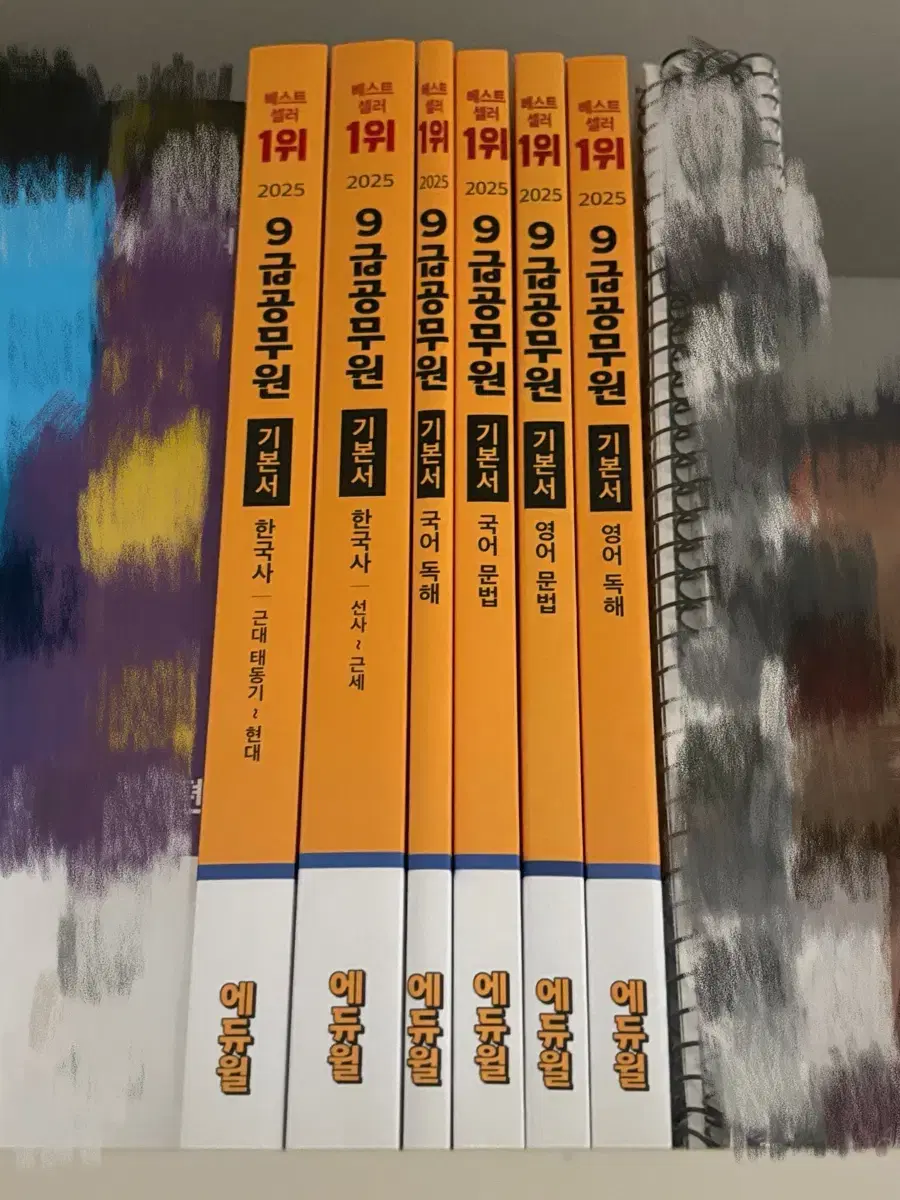 베스트
셀러
1위
2025
9급공무원
기본서
한국사
근대 태동기 ~ 현대
에듀윌
베스트
셀러
1위
2025
9급공무원
기본서
한국사
선사 ~ 근세
에듀윌
베스트
셀러
1위
2025
9급공무원
기본서
국어 독해
에듀윌
베스트
셀러
1위
2025
9급공무원
기본서
국어 문법
에듀윌
베스트
셀러
1위
2025
9급공무원
기본서
영어 문법
에듀윌
베스트
셀러
1위
2025
9급공무원
기본서
영어 독해
에듀윌